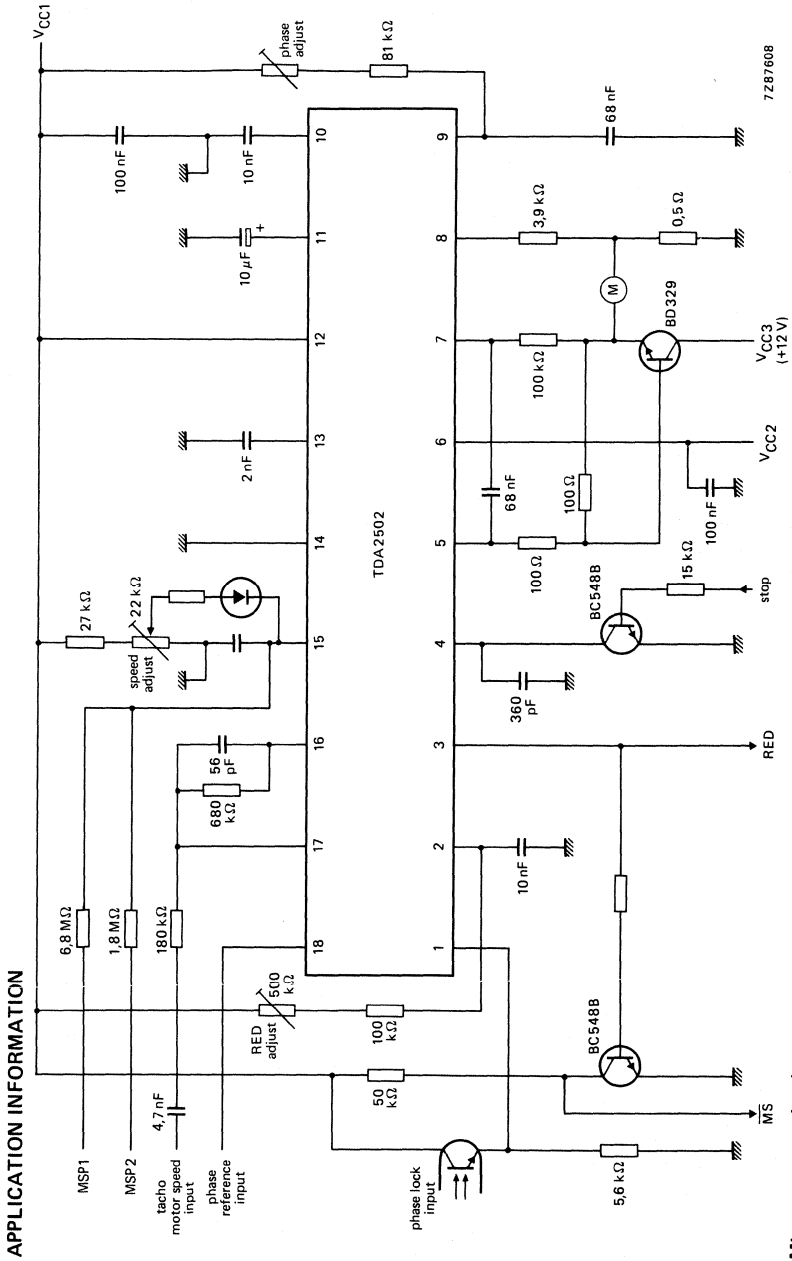 APPLICATION INFORMATION
MSP1
MSP2
tacho
motor speed
input
phase
reference
input
phase lock
input
4,7 nF
6,8 MΩ
1,8 MΩ
180 kΩ
RED
adjust
500
kΩ
100
kΩ
50
kΩ
680
kΩ
56
pF
speed
adjust
27 kΩ
22 kΩ
2 nF
10 µF
+
100 nF
10 nF
phase
adjust
81 kΩ
VCC1
18
17
16
15
14
13
12
11
10
TDA2502
1
2
3
4
5
6
7
8
9
5,6 kΩ
MS
BC548B
10 nF
RED
360
pF
BC548B
15 kΩ
stop
100 Ω
68 nF
100 Ω
100 kΩ
100 nF
VCC2
M
BD329
VCC3
(+12 V)
3,9 kΩ
0,5 Ω
68 nF
7Z87608